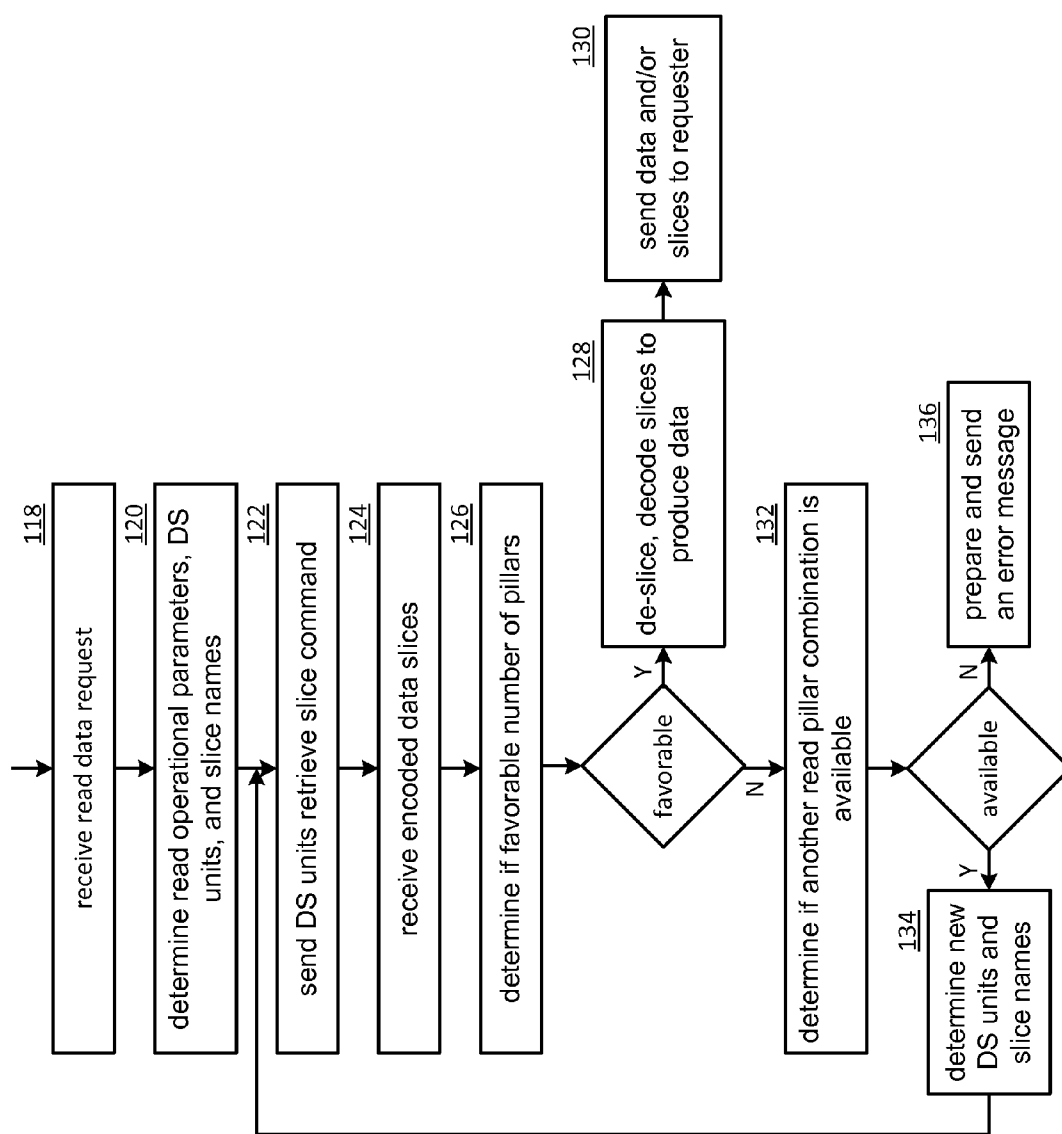 118
receive read data request
120
determine read operational parameters, DS
units, and slice names
122
send DS units retrieve slice command
124
receive encoded data slices
126
determine if favorable number of pillars
favorable
Y
N
128
de-slice, decode slices to
produce data
130
send data and/or
slices to requester
132
determine if another read pillar combination is
available
available
Y
N
134
determine new
DS units and
slice names
136
prepare and send
an error message